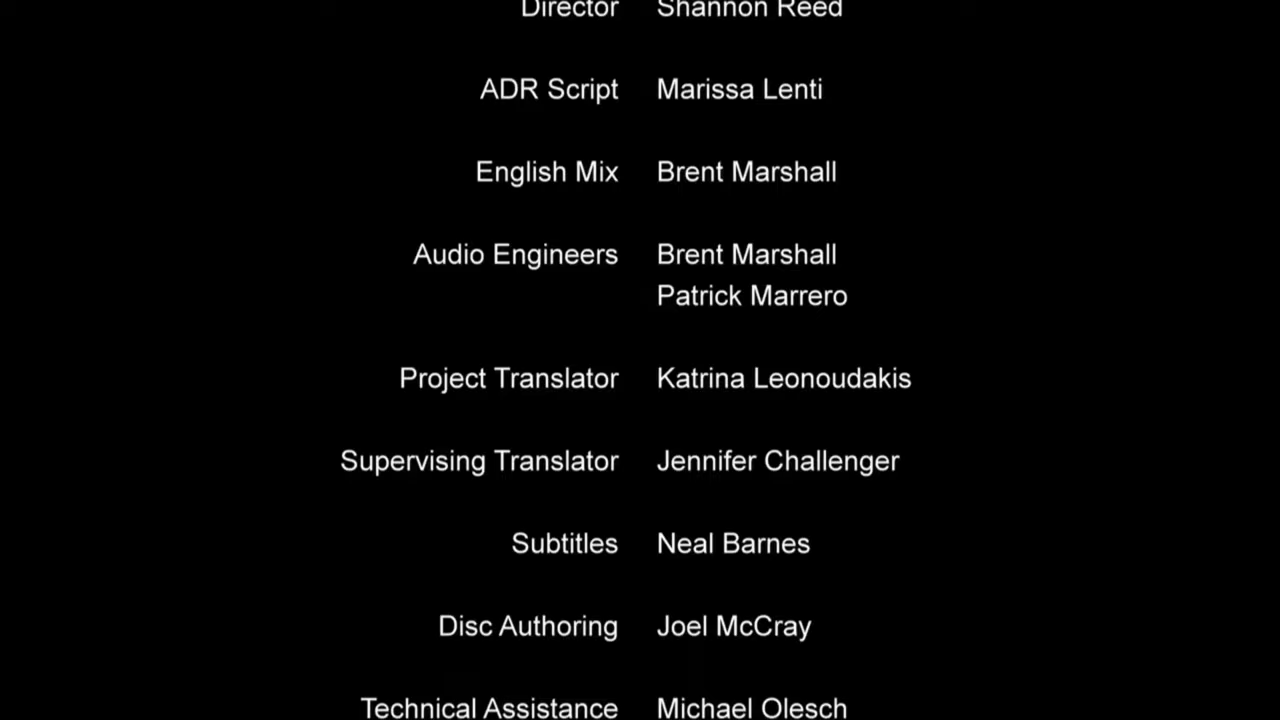 Director Shannon Reed
ADR Script Marissa Lenti
English Mix Brent Marshall
Audio Engineers Brent Marshall
Patrick Marrero
Project Translator Katrina Leonoudakis
Supervising Translator Jennifer Challenger
Subtitles Neal Barnes
Disc Authoring Joel McCray
Technical Assistance Michael Olesch